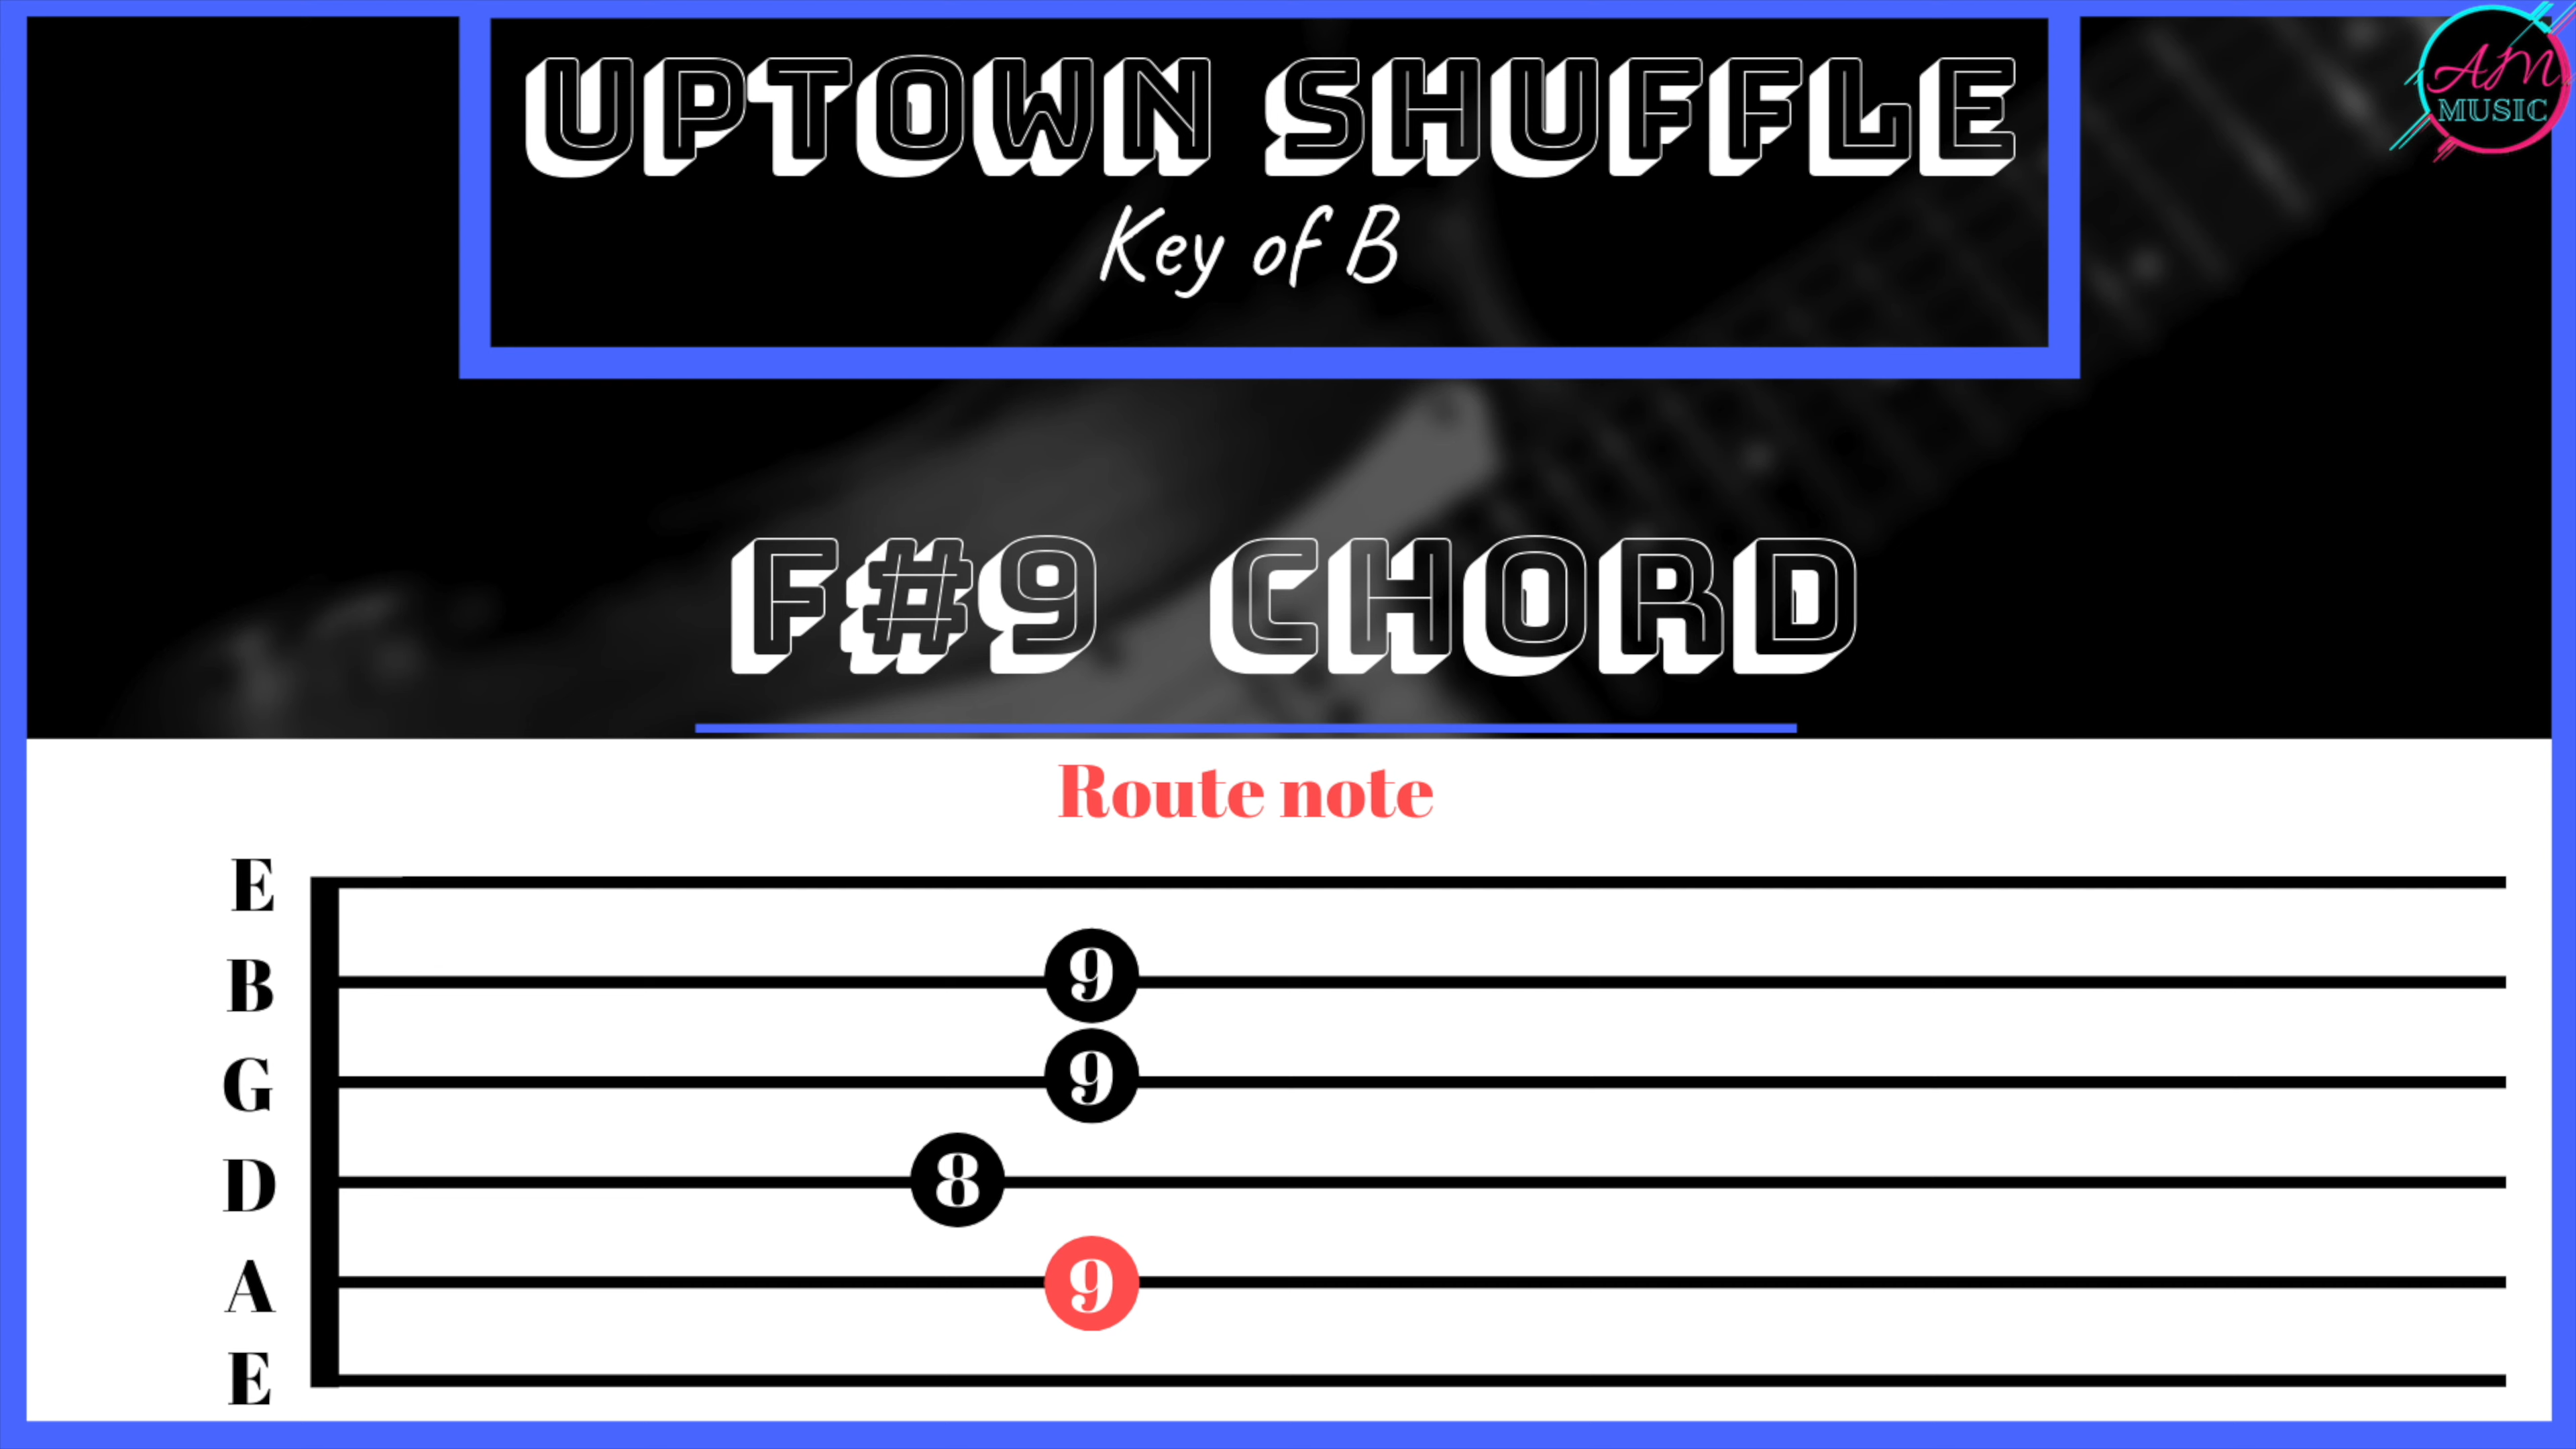 UPTOWN SHUFFLE
Key of B
AM
MUSIC
F#9 CHORD
Route note
E
B 9
G 9
D 8
A 9
E